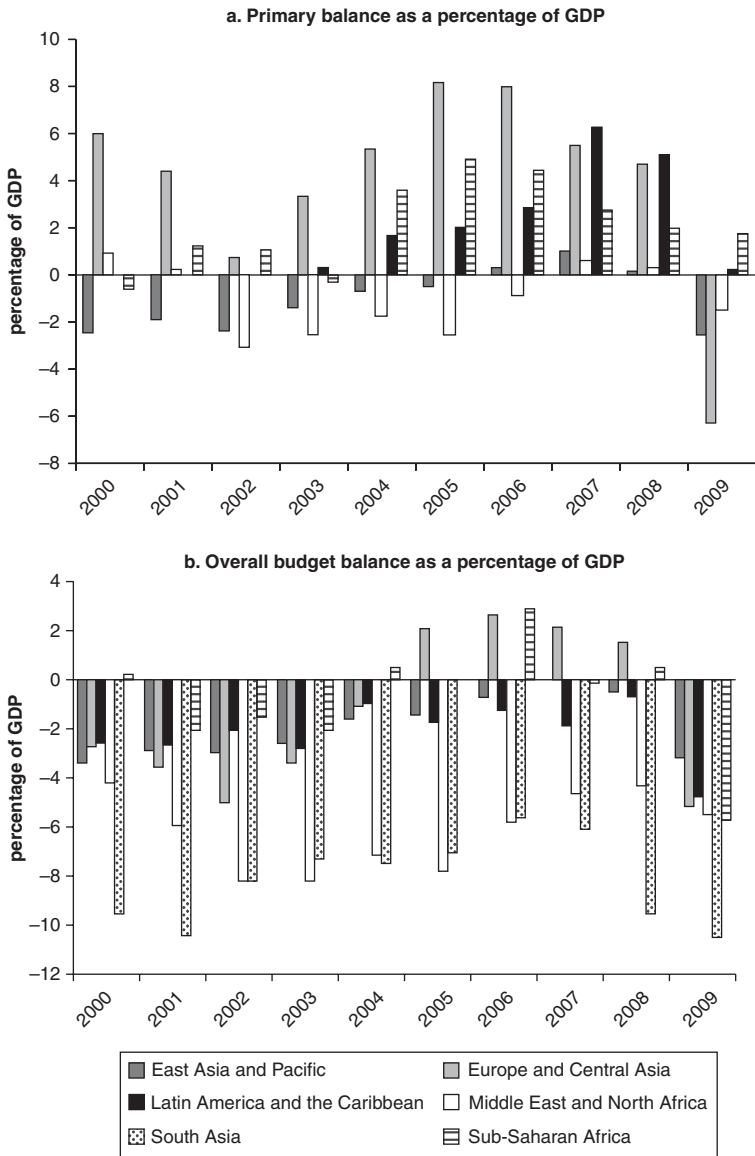 a. Primary balance as a percentage of GDP
percentage of GDP
10
8
6
4
2
0
−2
−4
−6
−8
2000 2001 2002 2003 2004 2005 2006 2007 2008 2009
b. Overall budget balance as a percentage of GDP
percentage of GDP
4
2
0
−2
−4
−6
−8
−10
−12
2000 2001 2002 2003 2004 2005 2006 2007 2008 2009
East Asia and Pacific Europe and Central Asia
Latin America and the Caribbean Middle East and North Africa
South Asia Sub-Saharan Africa